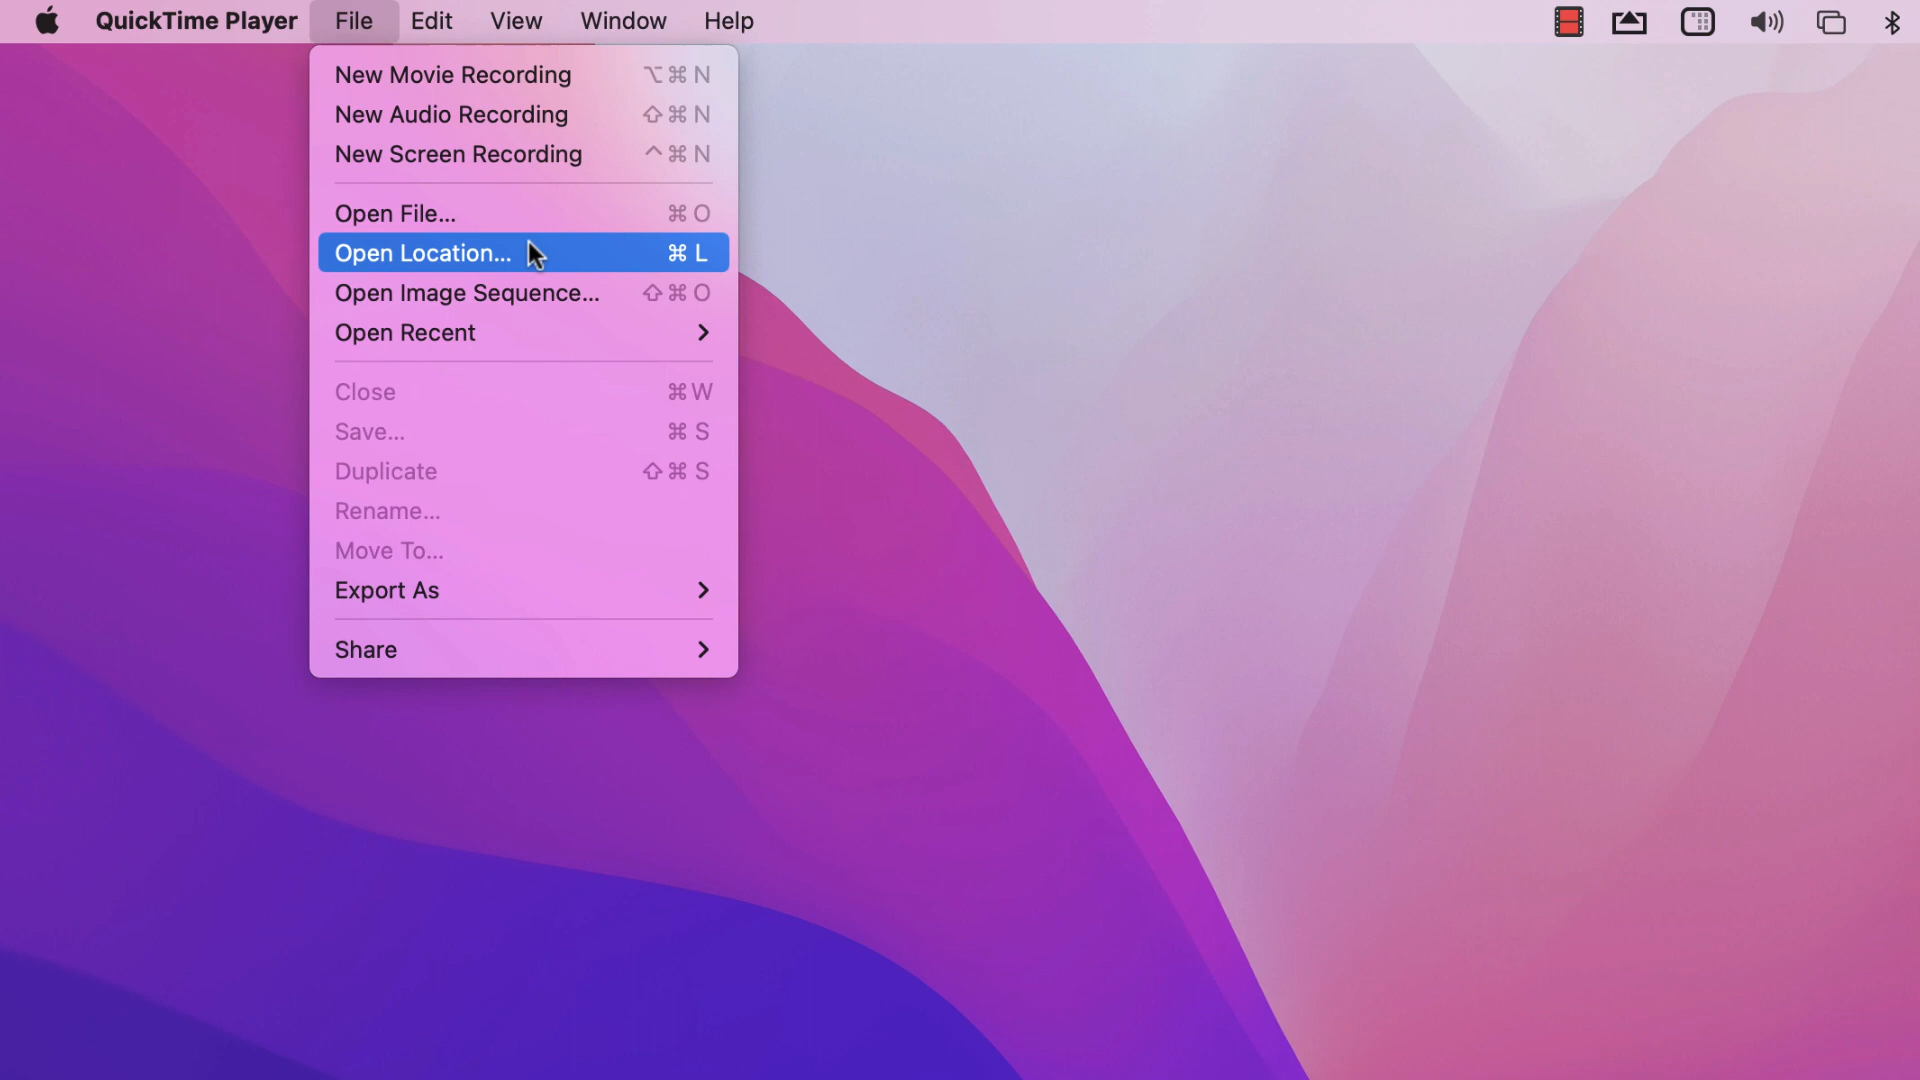 QuickTime Player File Edit View Window Help
New Movie Recording ⌥⌘N
New Audio Recording ⇧⌘N
New Screen Recording ^⌘N
Open File... ⌘O
Open Location... ⌘L
Open Image Sequence... ⇧⌘O
Open Recent >
Close ⌘W
Save... ⌘S
Duplicate ⇧⌘S
Rename...
Move To...
Export As >
Share >